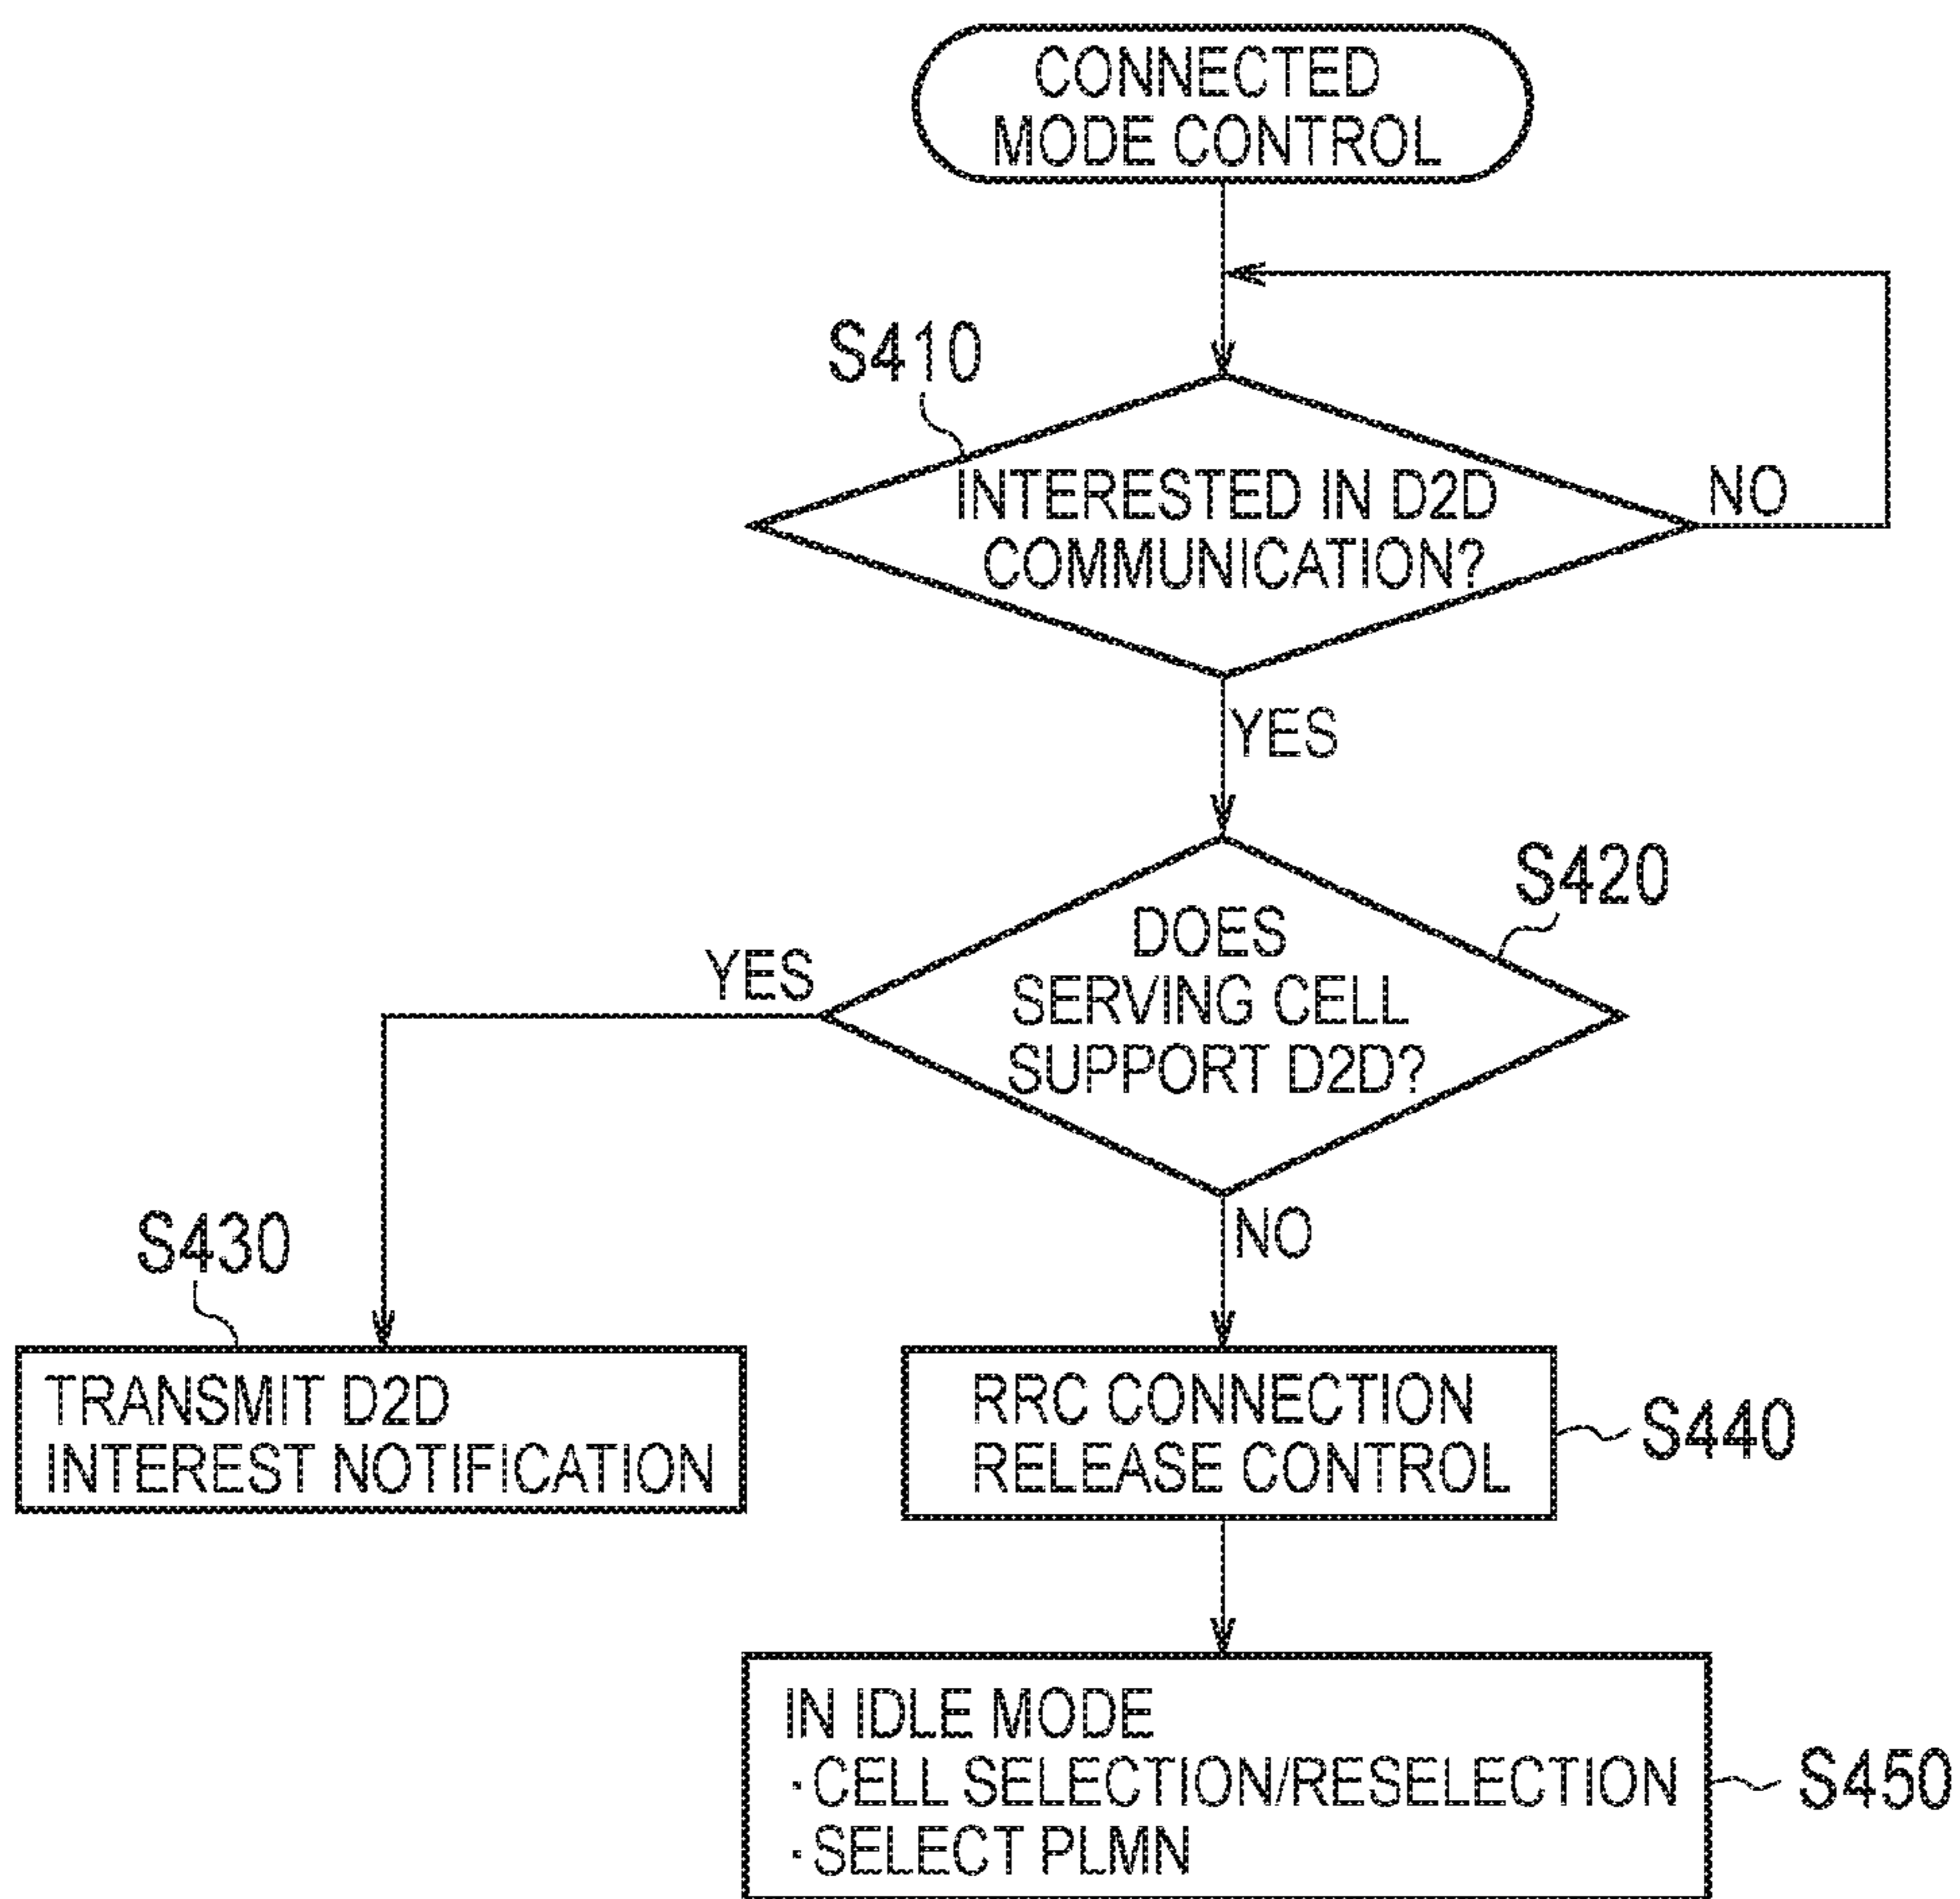 CONNECTED
MODE CONTROL
S410
INTERESTED IN D2D
COMMUNICATION?
NO
YES
S420
DOES
SERVING CELL
SUPPORT D2D?
YES
NO
S430
TRANSMIT D2D
INTEREST NOTIFICATION
RRC CONNECTION
RELEASE CONTROL
S440
IN IDLE MODE
·CELL SELECTION/RESELECTION
·SELECT PLMN
S450